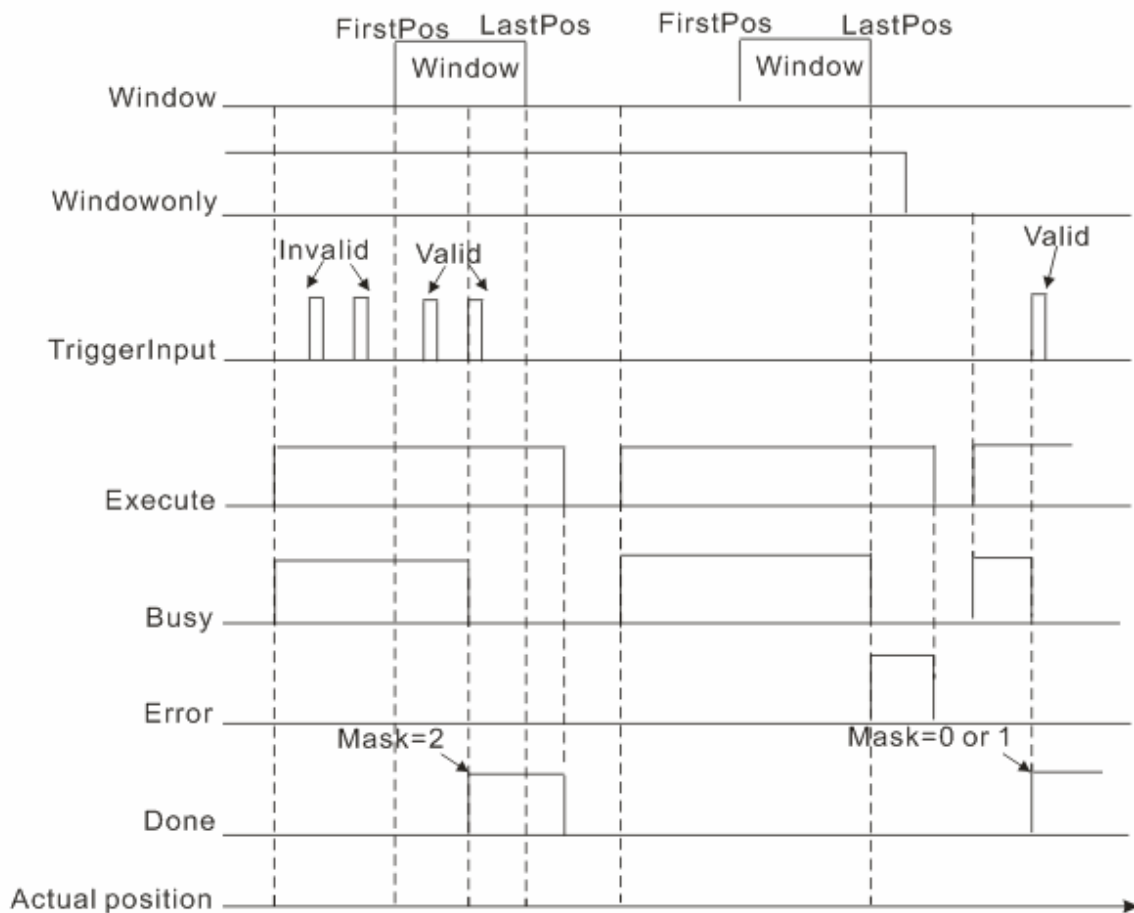 FirstPos LastPos FirstPos LastPos
Window Window
Window
Windowonly
Invalid Valid Valid
TriggerInput
Execute
Busy
Error
Mask=2 Mask=0 or 1
Done
Actual position